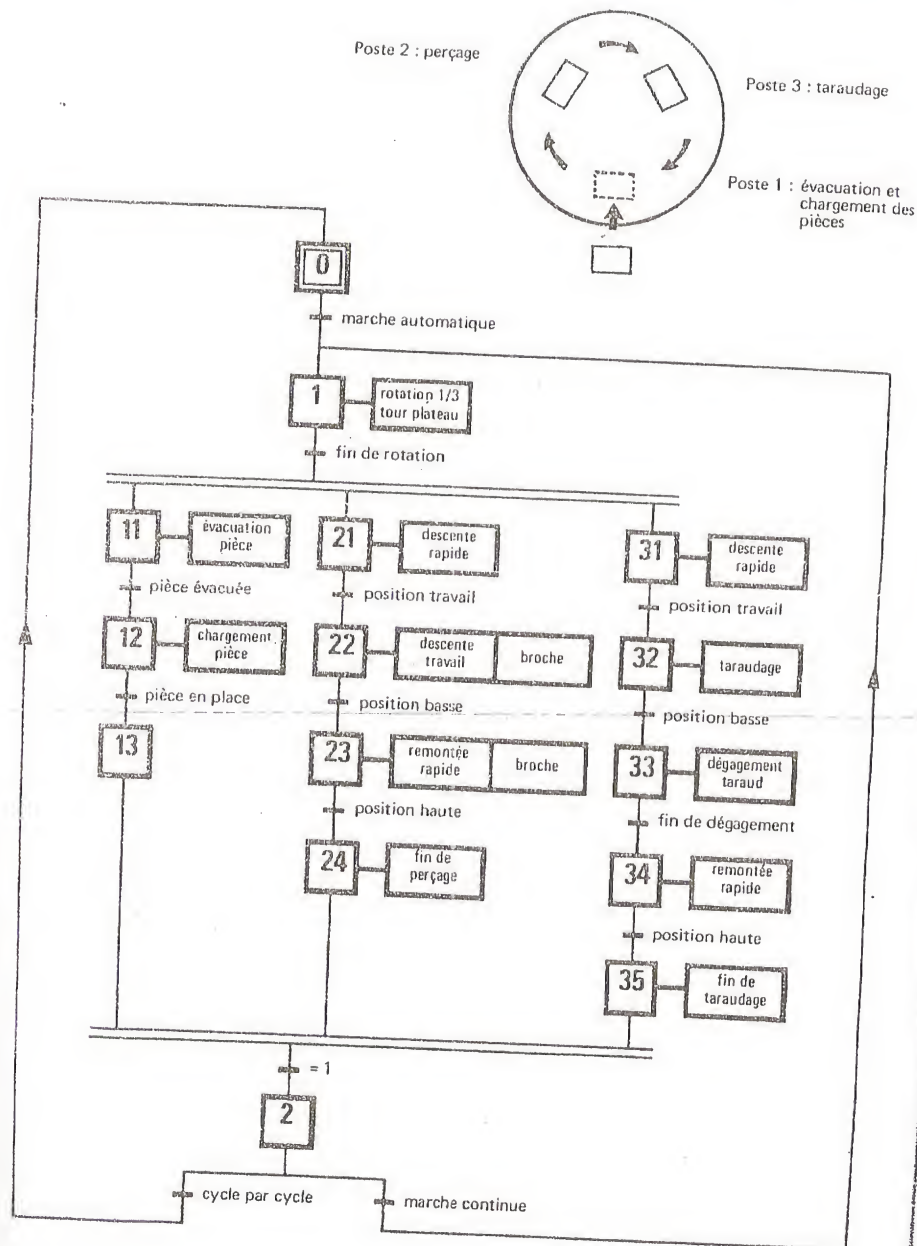 Poste 2 : perçage
Poste 3 : taraudage
Poste 1 : évacuation et
chargement des
pièces
0
marche automatique
1
rotation 1/3
tour plateau
fin de rotation
11
évacuation
pièce
21
descente
rapide
31
descente
rapide
pièce évacuée
position travail
position travail
12
chargement
pièce
22
descente
travail
broche
32
taraudage
pièce en place
position basse
position basse
13
23
remontée
rapide
broche
33
dégagement
taraud
position haute
fin de dégagement
24
fin de
perçage
34
remontée
rapide
position haute
35
fin de
taraudage
= 1
2
cycle par cycle
marche continue